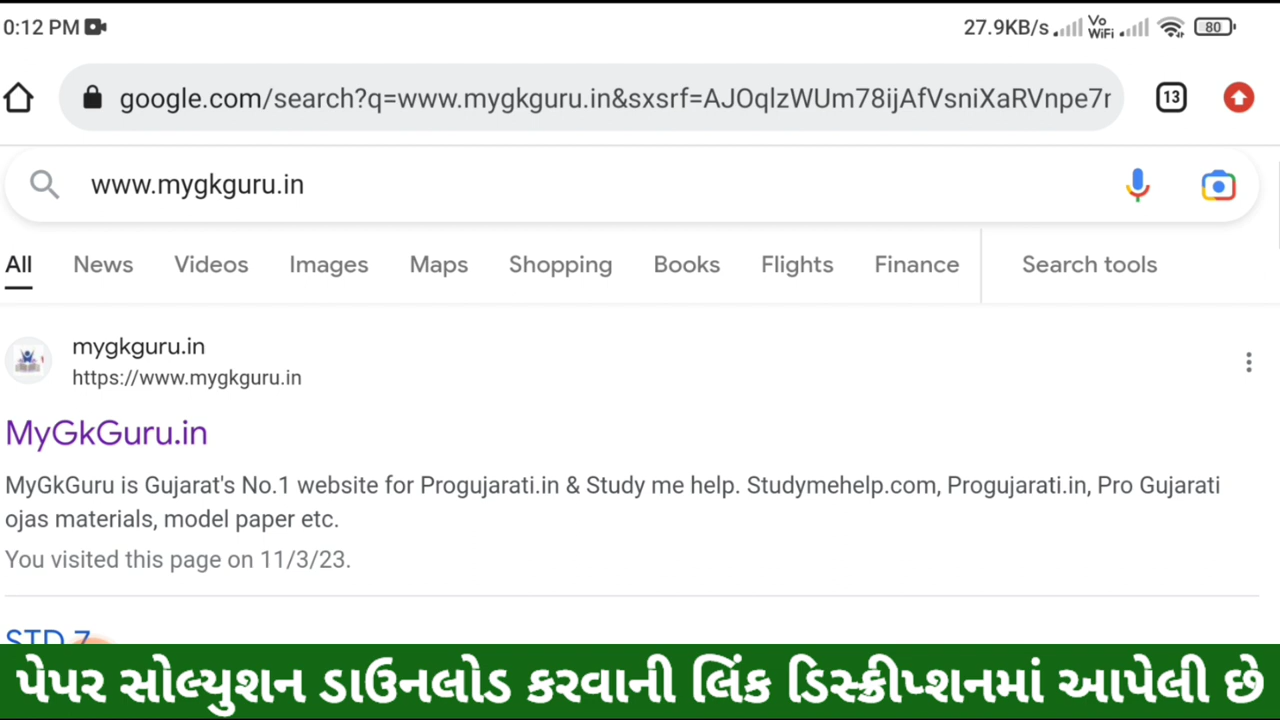 0:12 PM
27.9KB/s Vo WiFi 80
google.com/search?q=www.mygkguru.in&sxsrf=AJOqlzWUm78ijAfVsniXaRVnpe7r
13
www.mygkguru.in
All News Videos Images Maps Shopping Books Flights Finance Search tools
mygkguru.in
https://www.mygkguru.in
MyGkGuru.in
MyGkGuru is Gujarat's No.1 website for Progujarati.in & Study me help. Studymehelp.com, Progujarati.in, Pro Gujarati
ojas materials, model paper etc.
You visited this page on 11/3/23.
STD 7
પેપર સોલ્યુશન ડાઉનલોડ કરવાની લિંક ડિસ્ક્રીપ્શનમાં આપેલી છે